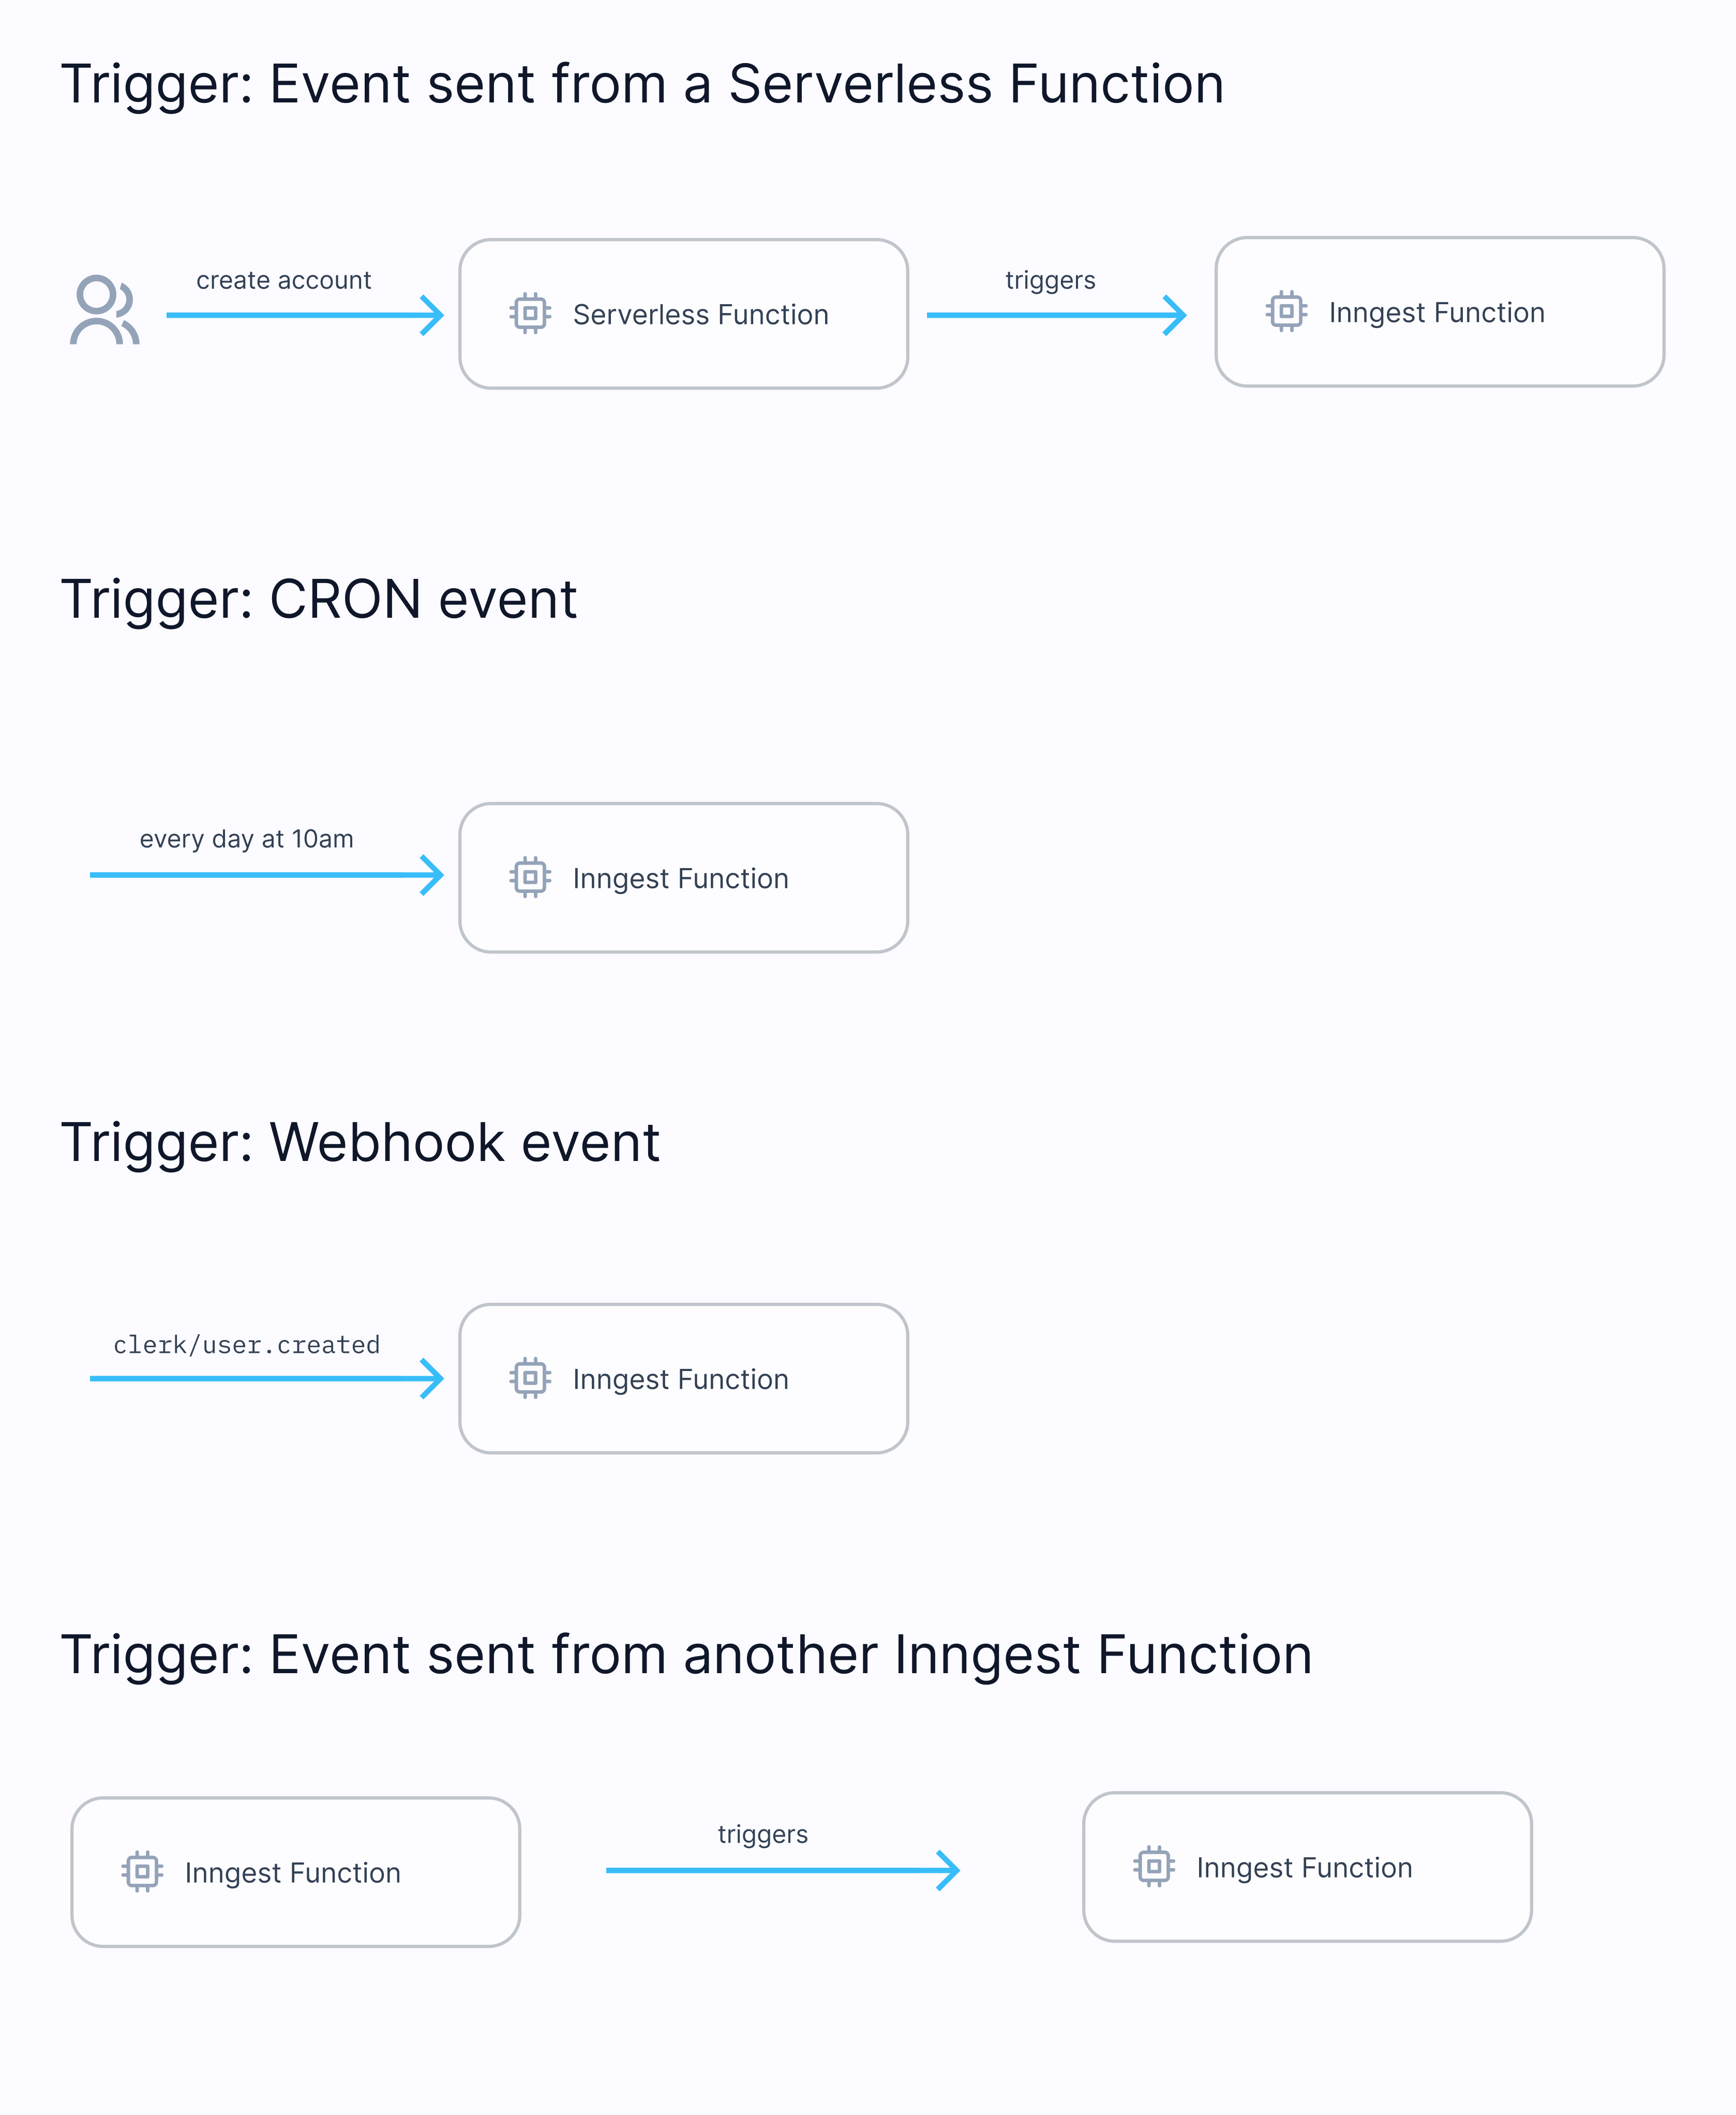 Trigger: Event sent from a Serverless Function
create account
Serverless Function
triggers
Inngest Function
Trigger: CRON event
every day at 10am
Inngest Function
Trigger: Webhook event
clerk/user.created
Inngest Function
Trigger: Event sent from another Inngest Function
Inngest Function
triggers
Inngest Function